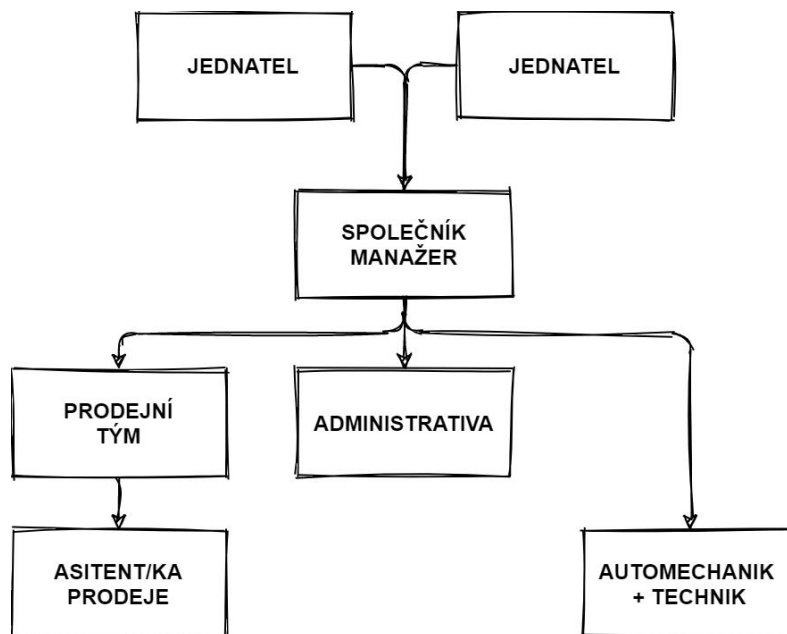 JEDNATEL
JEDNATEL
SPOLEČNÍK
MANAŽER
PRODEJNÍ
TÝM
ADMINISTRATIVA
ASITENT/KA
PRODEJE
AUTOMECHANIK
+ TECHNIK